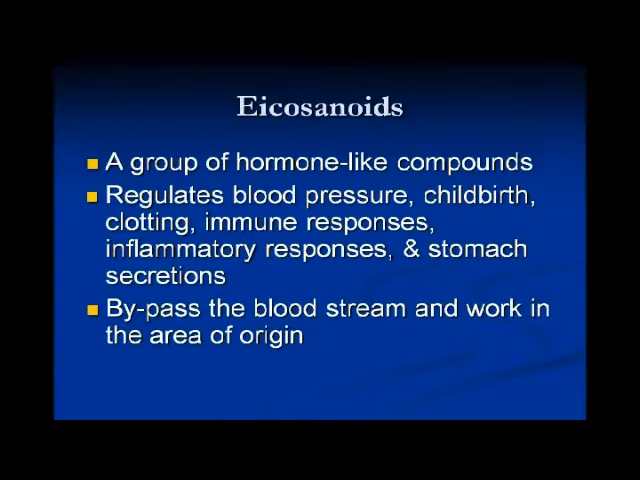 Eicosanoids
A group of hormone-like compounds
Regulates blood pressure, childbirth,
clotting, immune responses,
inflammatory responses, & stomach
secretions
By-pass the blood stream and work in
the area of origin